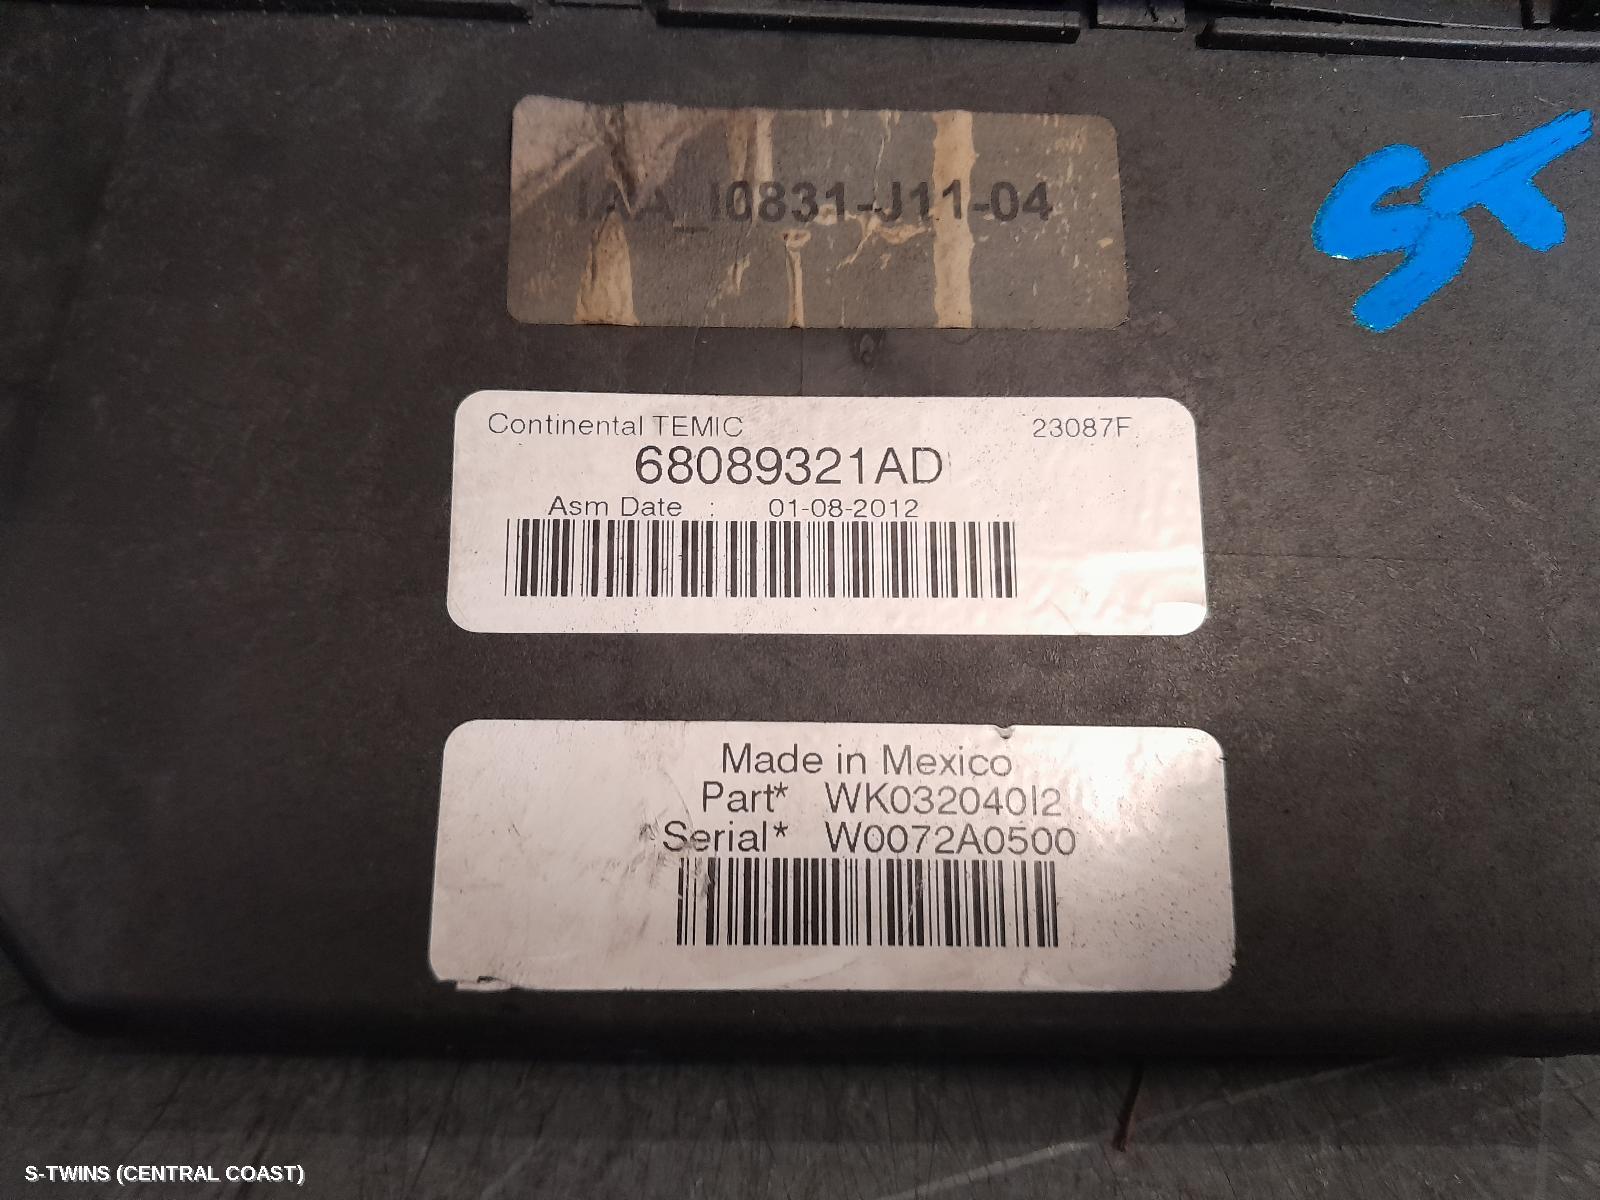 IAA_I0831-J11-04
ST
Continental TEMIC 23087F
68089321AD
Asm Date : 01-08-2012
Made in Mexico
Part* WK032040I2
Serial* W0072A0500
S-TWINS (CENTRAL COAST)